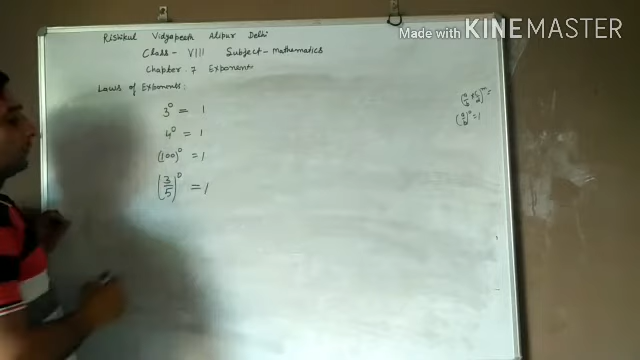 Made with KINEMASTER
Rishikul Vidyapeeth Alipur Delhi
Class - VIII Subject - Mathematics
Chapter. 7 Exponent
Laws of Exponents:
3⁰ = 1
4⁰ = 1
(100)⁰ = 1
(3/5)⁰ = 1